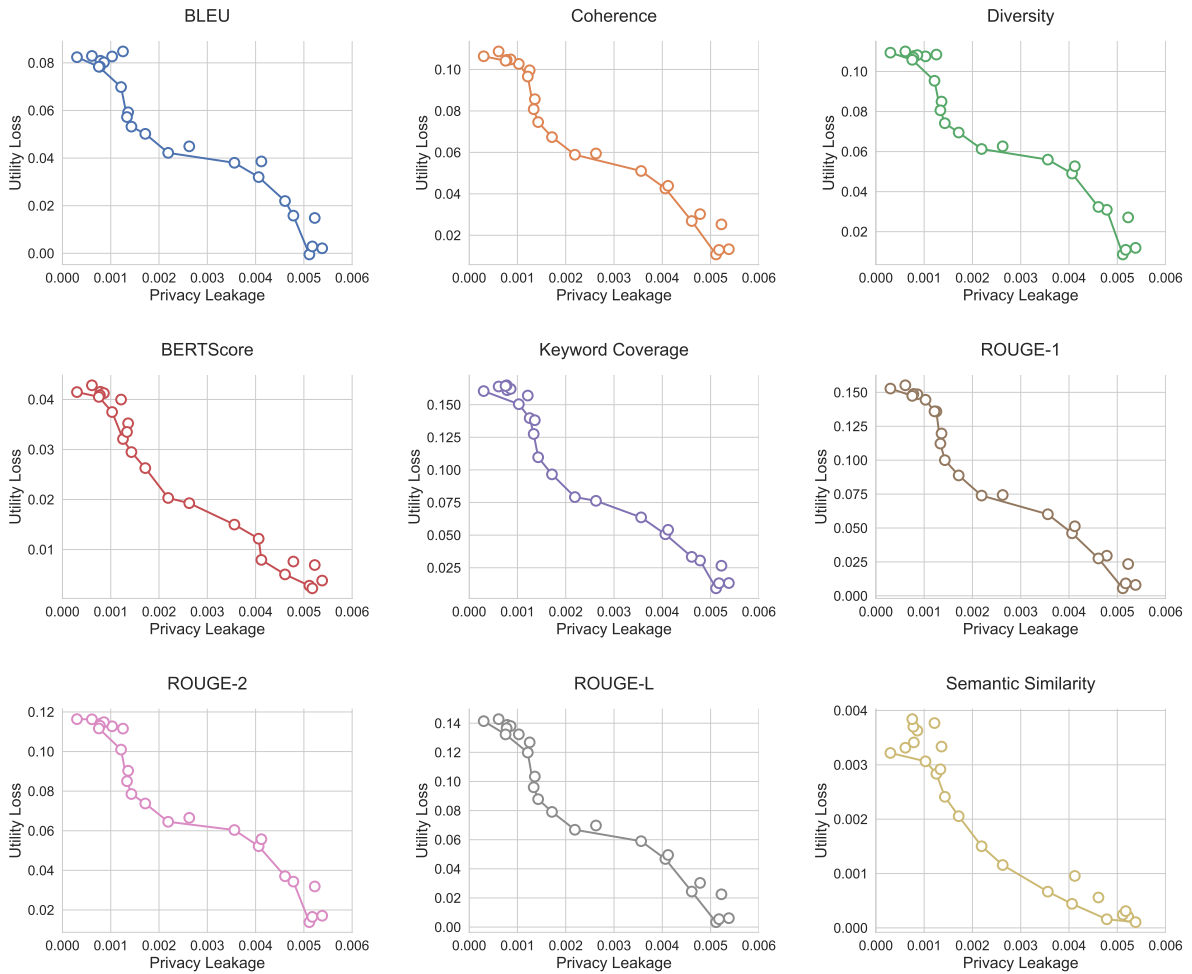 BLEU
Utility Loss
0.08
0.06
0.04
0.02
0.00
0.000 0.001 0.002 0.003 0.004 0.005 0.006
Privacy Leakage
Coherence
Utility Loss
0.10
0.08
0.06
0.04
0.02
0.000 0.001 0.002 0.003 0.004 0.005 0.006
Privacy Leakage
Diversity
Utility Loss
0.10
0.08
0.06
0.04
0.02
0.000 0.001 0.002 0.003 0.004 0.005 0.006
Privacy Leakage
BERTScore
Utility Loss
0.04
0.03
0.02
0.01
0.000 0.001 0.002 0.003 0.004 0.005 0.006
Privacy Leakage
Keyword Coverage
Utility Loss
0.150
0.125
0.100
0.075
0.050
0.025
0.000 0.001 0.002 0.003 0.004 0.005 0.006
Privacy Leakage
ROUGE-1
Utility Loss
0.150
0.125
0.100
0.075
0.050
0.025
0.000
0.000 0.001 0.002 0.003 0.004 0.005 0.006
Privacy Leakage
ROUGE-2
Utility Loss
0.12
0.10
0.08
0.06
0.04
0.02
0.000 0.001 0.002 0.003 0.004 0.005 0.006
Privacy Leakage
ROUGE-L
Utility Loss
0.14
0.12
0.10
0.08
0.06
0.04
0.02
0.00
0.000 0.001 0.002 0.003 0.004 0.005 0.006
Privacy Leakage
Semantic Similarity
Utility Loss
0.004
0.003
0.002
0.001
0.000
0.000 0.001 0.002 0.003 0.004 0.005 0.006
Privacy Leakage